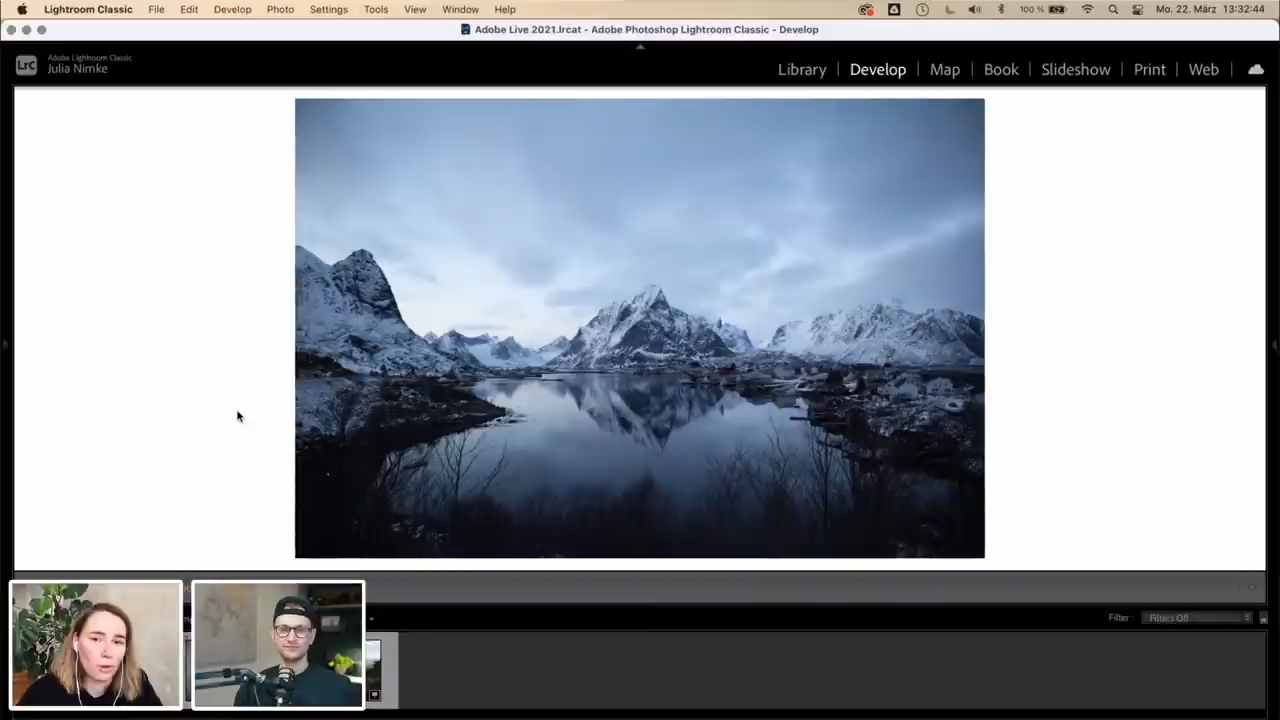 Lightroom Classic File Edit Develop Photo Settings Tools View Window Help 100 % Mo. 22. März 13:32:44
Adobe Live 2021.lrcat - Adobe Photoshop Lightroom Classic - Develop
LrC
Adobe Lightroom Classic
Julia Nimke
Library | Develop | Map | Book | Slideshow | Print | Web
Filter : Filters Off